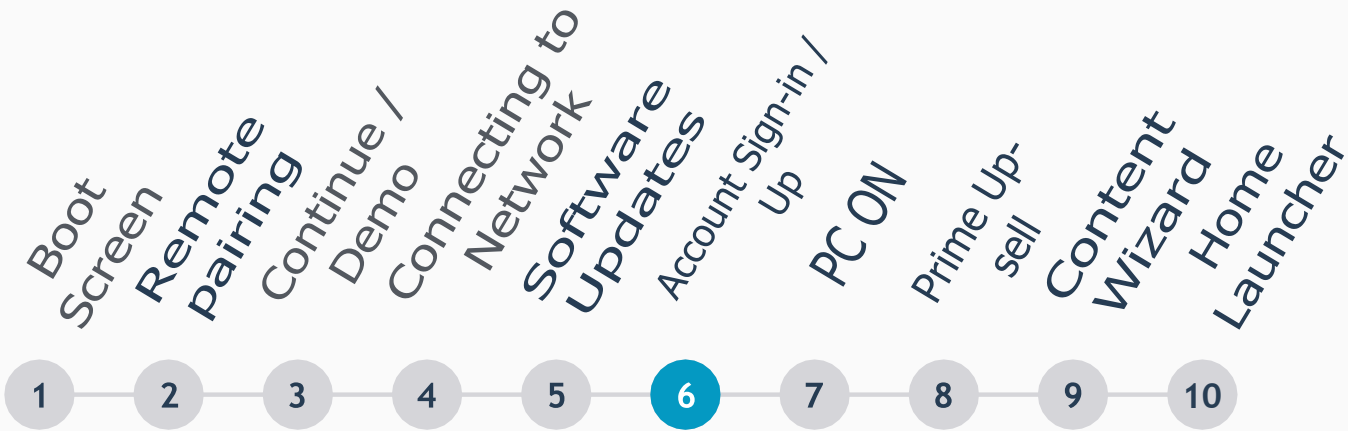 Boot
Screen
Remote
pairing
Continue /
Demo
Connecting to
Network
Software
Updates
Account Sign-in /
Up
PC ON
Prime Up-
sell
Content
Wizard
Home
Launcher
1
2
3
4
5
6
7
8
9
10